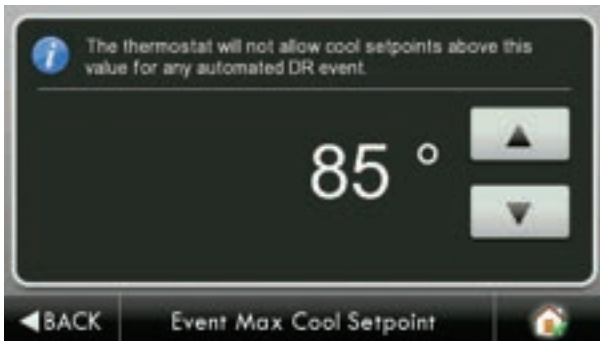 The thermostat will not allow cool setpoints above this
value for any automated DR event.
85 °
BACK
Event Max Cool Setpoint